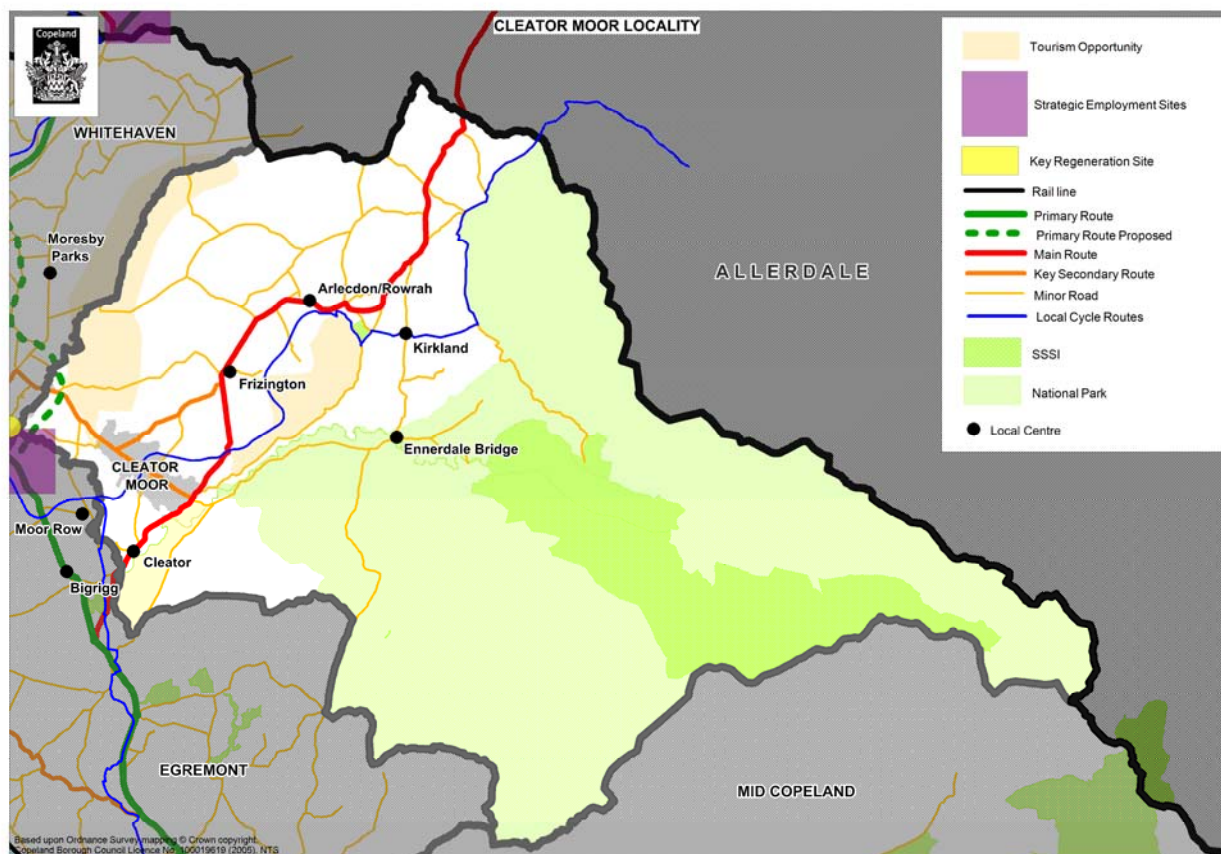 Copeland
CLEATOR MOOR LOCALITY
WHITEHAVEN
Moresby
Parks
ALLERDALE
Arlecdon/Rowrah
Kirkland
Frizington
Ennerdale Bridge
CLEATOR
MOOR
Moor Row
Cleator
Bigrigg
EGREMONT
MID COPELAND
Tourism Opportunity
Strategic Employment Sites
Key Regeneration Site
Rail line
Primary Route
Primary Route Proposed
Main Route
Key Secondary Route
Minor Road
Local Cycle Routes
SSSI
National Park
Local Centre
Based upon Ordnance Survey mapping © Crown copyright.
Copeland Borough Council Licence No. 100019619 (2005). NTS